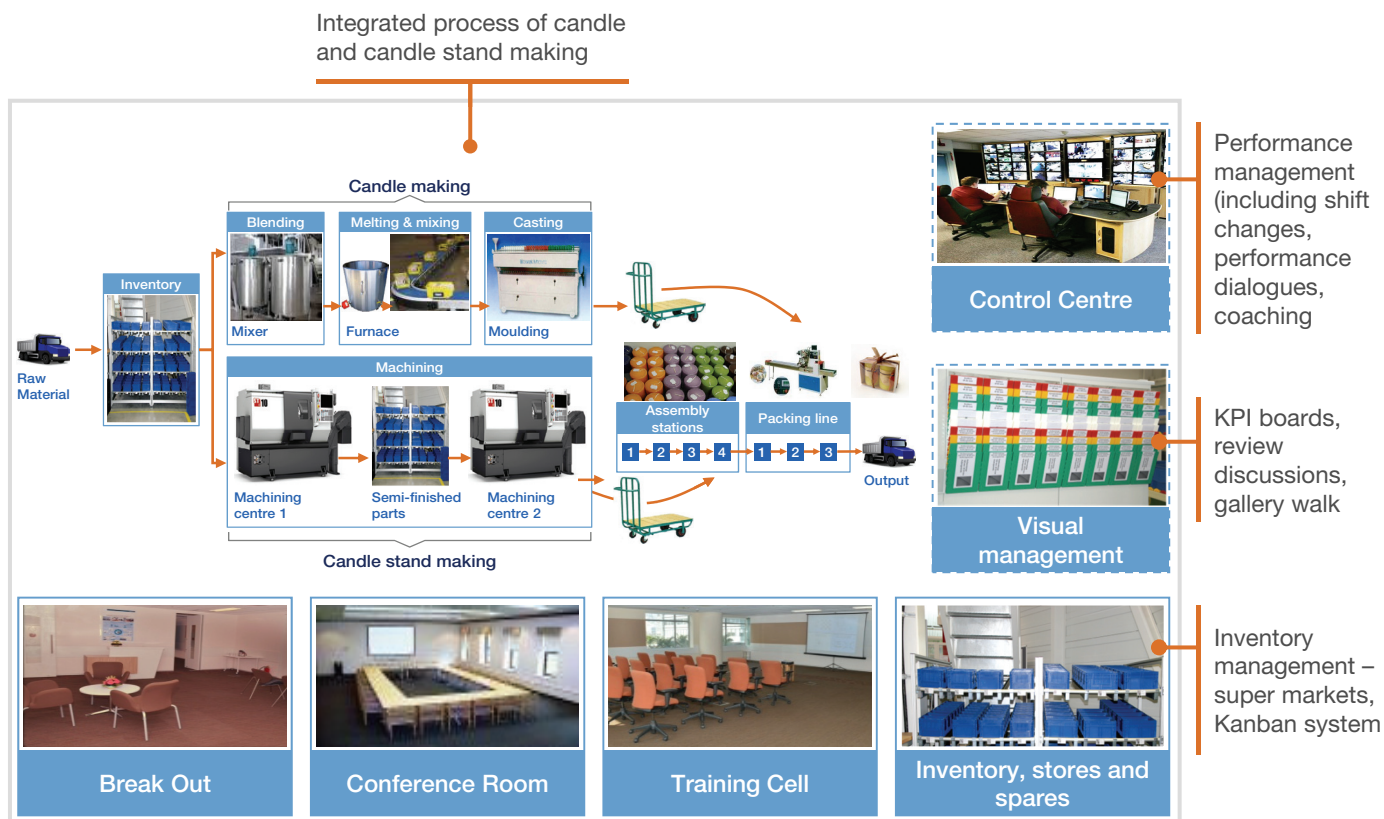 Integrated process of candle
and candle stand making
Candle making
Blending
Melting & mixing
Casting
Inventory
Mixer
Furnace
Moulding
Raw
Material
Machining
10
10
Machining
centre 1
Semi-finished
parts
Machining
centre 2
Candle stand making
Assembly
stations
1
2
3
4
Packing line
1
2
3
Output
Control Centre
Performance
management
(including shift
changes,
performance
dialogues,
coaching
Visual
management
KPI boards,
review
discussions,
gallery walk
Break Out
Conference Room
Training Cell
Inventory, stores and
spares
Inventory
management –
super markets,
Kanban system